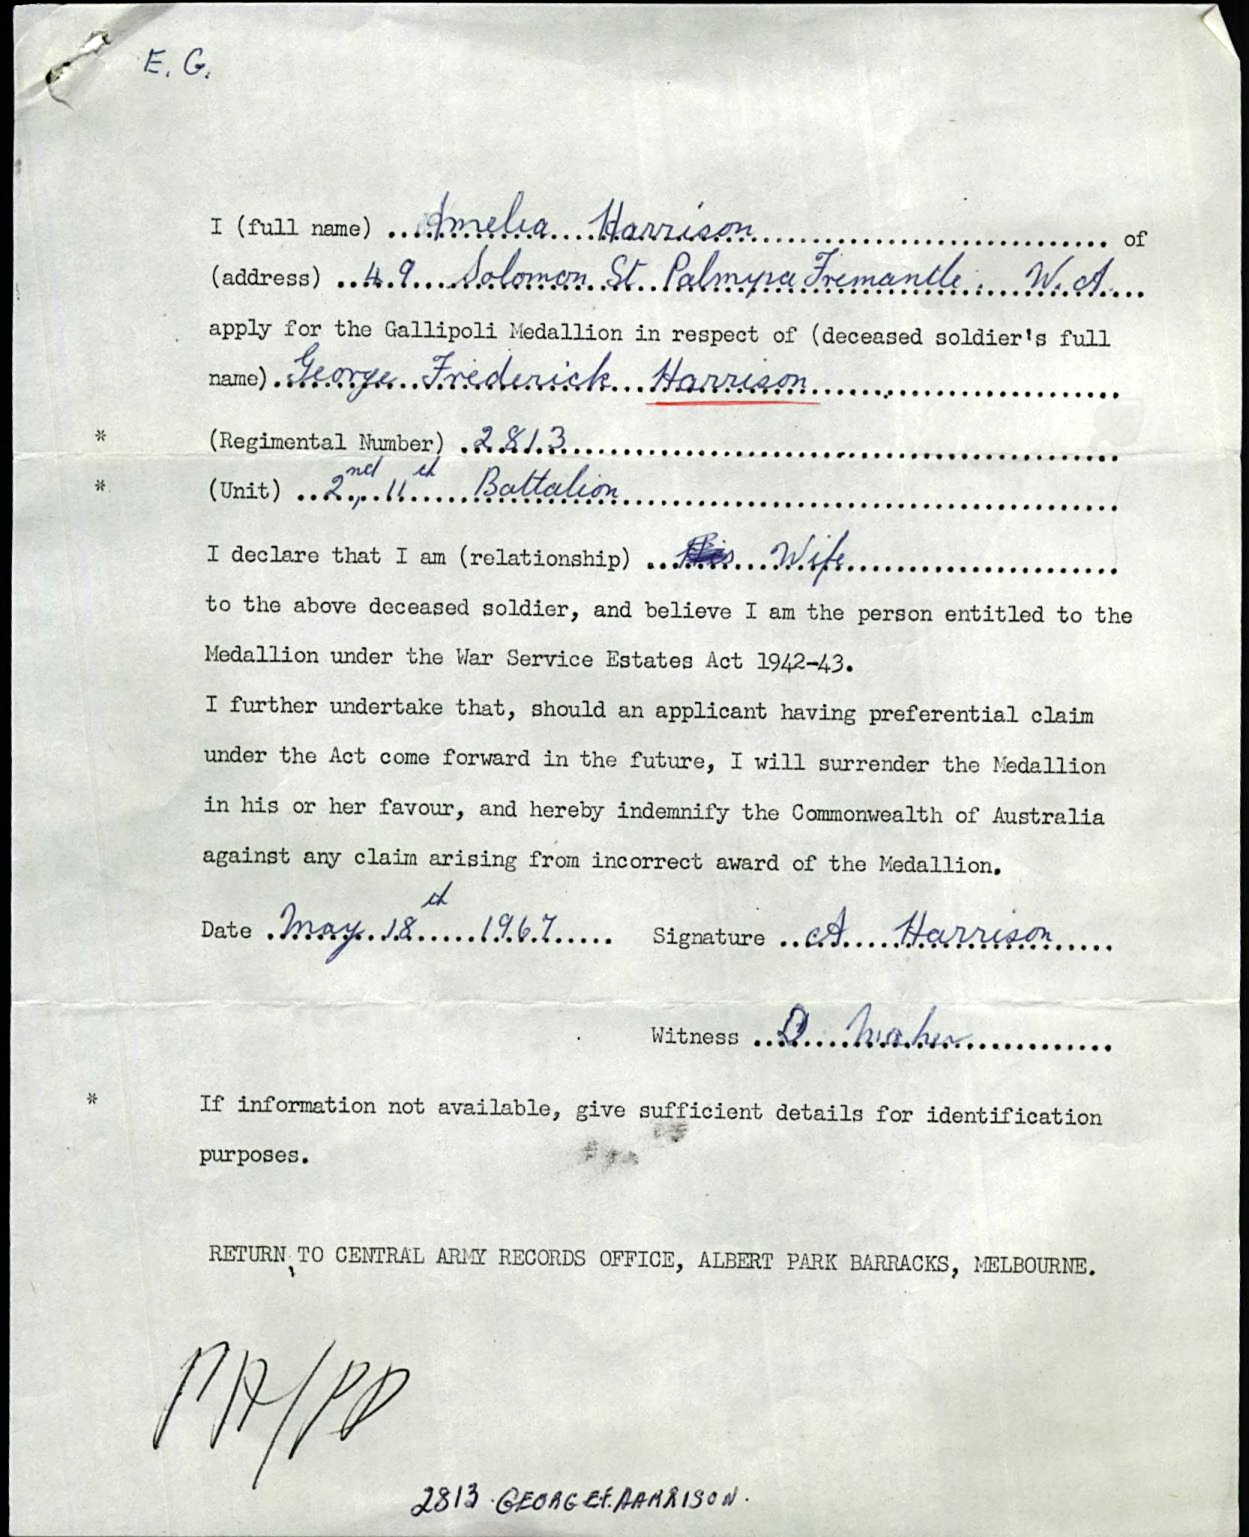 E. G.
I (full name) Amelia Harrison of
(address) 49 Solomon St Palmyra Fremantle. W. A.
apply for the Gallipoli Medallion in respect of (deceased soldier's full
name) George Frederick Harrison
* (Regimental Number) 2813
* (Unit) 2nd, 11th Battalion
I declare that I am (relationship) Wife
to the above deceased soldier, and believe I am the person entitled to the
Medallion under the War Service Estates Act 1942-43.
I further undertake that, should an applicant having preferential claim
under the Act come forward in the future, I will surrender the Medallion
in his or her favour, and hereby indemnify the Commonwealth of Australia
against any claim arising from incorrect award of the Medallion.
Date May 18th 1967 Signature A Harrison
Witness D
* If information not available, give sufficient details for identification
purposes.
RETURN TO CENTRAL ARMY RECORDS OFFICE, ALBERT PARK BARRACKS, MELBOURNE.
2813 GEORGE F. HARRISON.